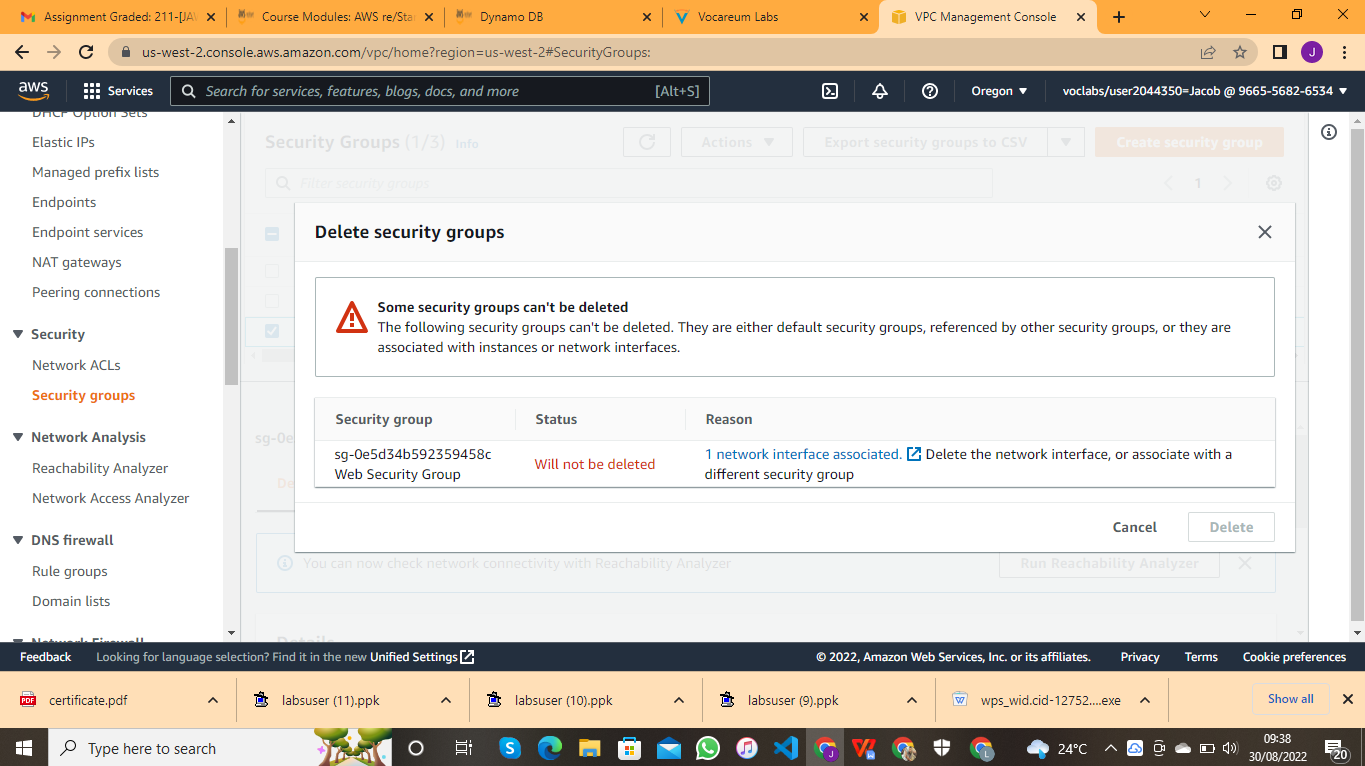 Assignment Graded: 211-[JA
Course Modules: AWS re/Sta
Dynamo DB
Vocareum Labs
VPC Management Console
us-west-2.console.aws.amazon.com/vpc/home?region=us-west-2#SecurityGroups:
J
aws
Services
Search for services, features, blogs, docs, and more
[Alt+S]
Oregon
voclabs/user2044350=Jacob @ 9665-5682-6534
DHCP Option Sets
Elastic IPs
Managed prefix lists
Endpoints
Endpoint services
NAT gateways
Peering connections
Security
Network ACLs
Security groups
Network Analysis
Reachability Analyzer
Network Access Analyzer
DNS firewall
Rule groups
Domain lists
Network Firewall
Security Groups (1/3) Info
Actions
Export security groups to CSV
Create security group
Filter security groups
1
Delete security groups
Some security groups can't be deleted
The following security groups can't be deleted. They are either default security groups, referenced by other security groups, or they are
associated with instances or network interfaces.
Security group
Status
Reason
sg-0e5d34b592359458c
Web Security Group
Will not be deleted
1 network interface associated. Delete the network interface, or associate with a
different security group
Cancel
Delete
sg-0e
De
You can now check network connectivity with Reachability Analyzer
Run Reachability Analyzer
Details
Feedback
Looking for language selection? Find it in the new Unified Settings
© 2022, Amazon Web Services, Inc. or its affiliates.
Privacy
Terms
Cookie preferences
certificate.pdf
labsuser (11).ppk
labsuser (10).ppk
labsuser (9).ppk
wps_wid.cid-12752....exe
Show all
Type here to search
24°C
09:38
30/08/2022
20